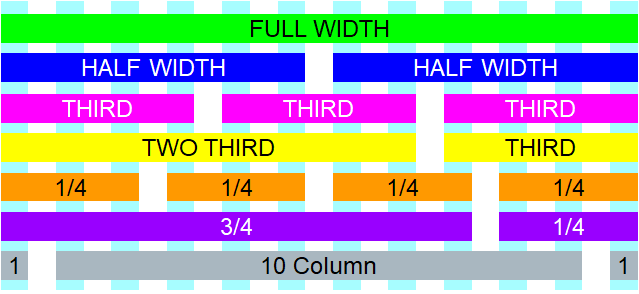 FULL WIDTH
HALF WIDTH HALF WIDTH
THIRD THIRD THIRD
TWO THIRD THIRD
1/4 1/4 1/4 1/4
3/4 1/4
1 10 Column 1